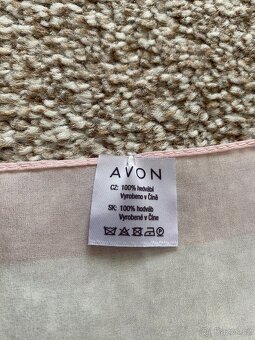 AVON
CZ: 100% hedvábí
Vyrobeno v Číně
SK: 100% hodváb
Vyrobené v Číne